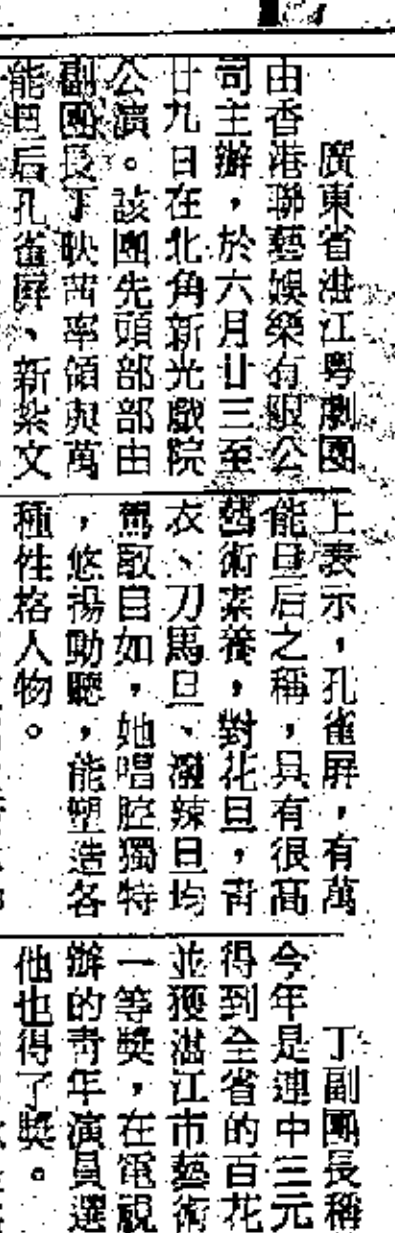 廣東省湛江粤劇團
由香港聯藝娛樂有限公
司主辦，於六月廿三至
廿九日在北角新光戲院
公演。該團先頭部部由
副團長丁映苗率領與萬
能旦后孔雀屏、新紮文
上表示，孔雀屏，有萬
能旦后之稱，具有很高
藝術素養，對花旦，青
衣、刀馬旦、潑辣旦均
駕馭自如，她唱腔獨特
，悠揚動聽，能塑造各
種性格人物。
丁副團長稱
今年是連中三元
得到全省的百花
並獲湛江市藝術
一等獎，在電視
辦的青年演員選
他也得了獎。